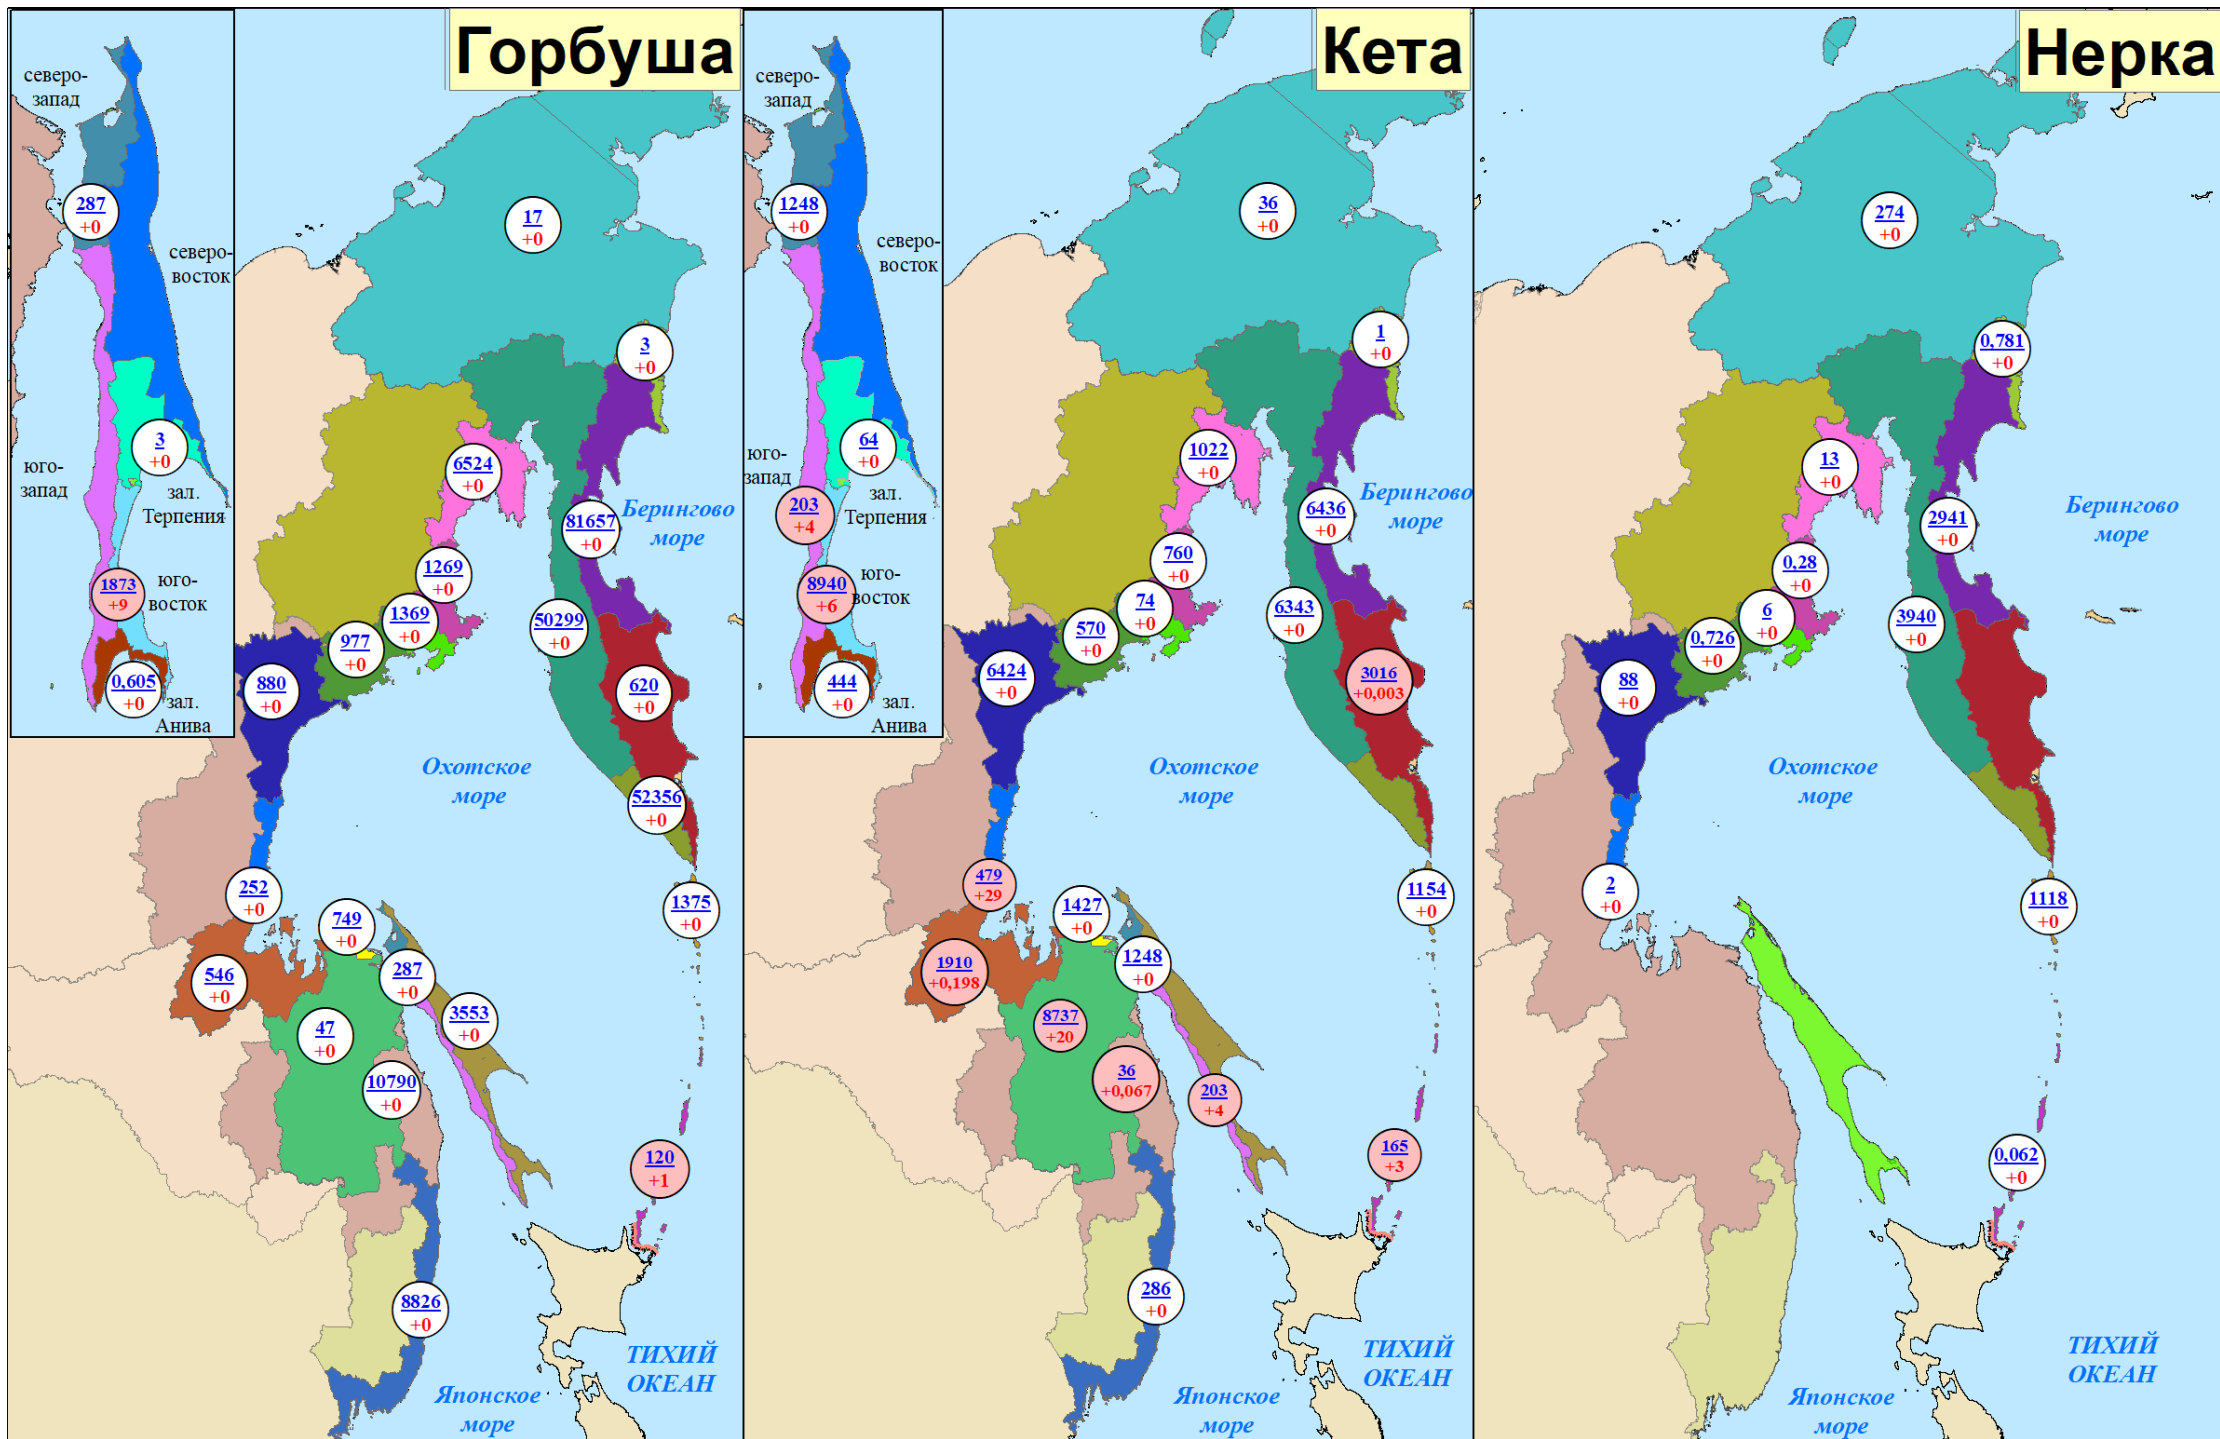 Горбуша
северо-
запад
287
+0
северо-
восток
3
+0
юго-
запад
зал.
Терпения
1873
+9
юго-
восток
0,605
+0
зал.
Анива
17
+0
3
+0
6524
+0
81657
+0
Берингово
море
1269
+0
1369
+0
977
+0
50299
+0
880
+0
620
+0
Охотское
море
52356
+0
252
+0
749
+0
1375
+0
546
+0
287
+0
3553
+0
47
+0
10790
+0
120
+1
8826
+0
ТИХИЙ
ОКЕАН
Японское
море
Кета
северо-
запад
1248
+0
северо-
восток
64
+0
юго-
запад
203
+4
зал.
Терпения
8940
+6
юго-
восток
444
+0
зал.
Анива
36
+0
1
+0
1022
+0
6436
+0
Берингово
море
760
+0
74
+0
570
+0
6343
+0
6424
+0
3016
+0,003
Охотское
море
479
+29
1427
+0
1154
+0
1910
+0,198
1248
+0
8737
+20
36
+0,067
203
+4
165
+3
286
+0
ТИХИЙ
ОКЕАН
Японское
море
Нерка
274
+0
0,781
+0
13
+0
2941
+0
Берингово
море
0,28
+0
6
+0
0,726
+0
3940
+0
88
+0
Охотское
море
2
+0
1118
+0
0,062
+0
ТИХИЙ
ОКЕАН
Японское
море